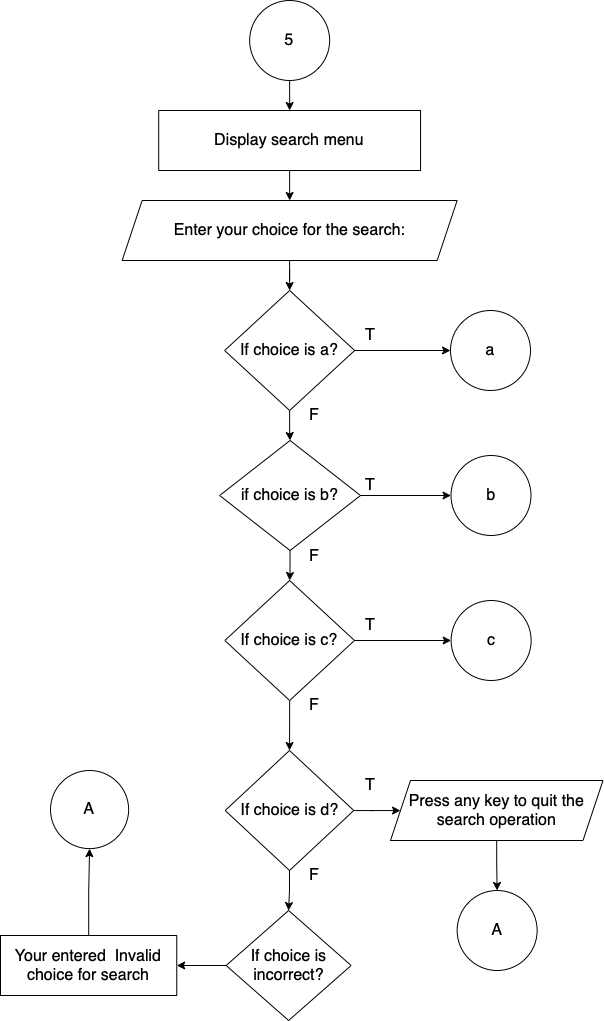 5
Display search menu
Enter your choice for the search:
If choice is a?
T
a
F
if choice is b?
T
b
F
If choice is c?
T
c
F
If choice is d?
T
Press any key to quit the
search operation
A
F
A
If choice is
incorrect?
Your entered  Invalid
choice for search
A